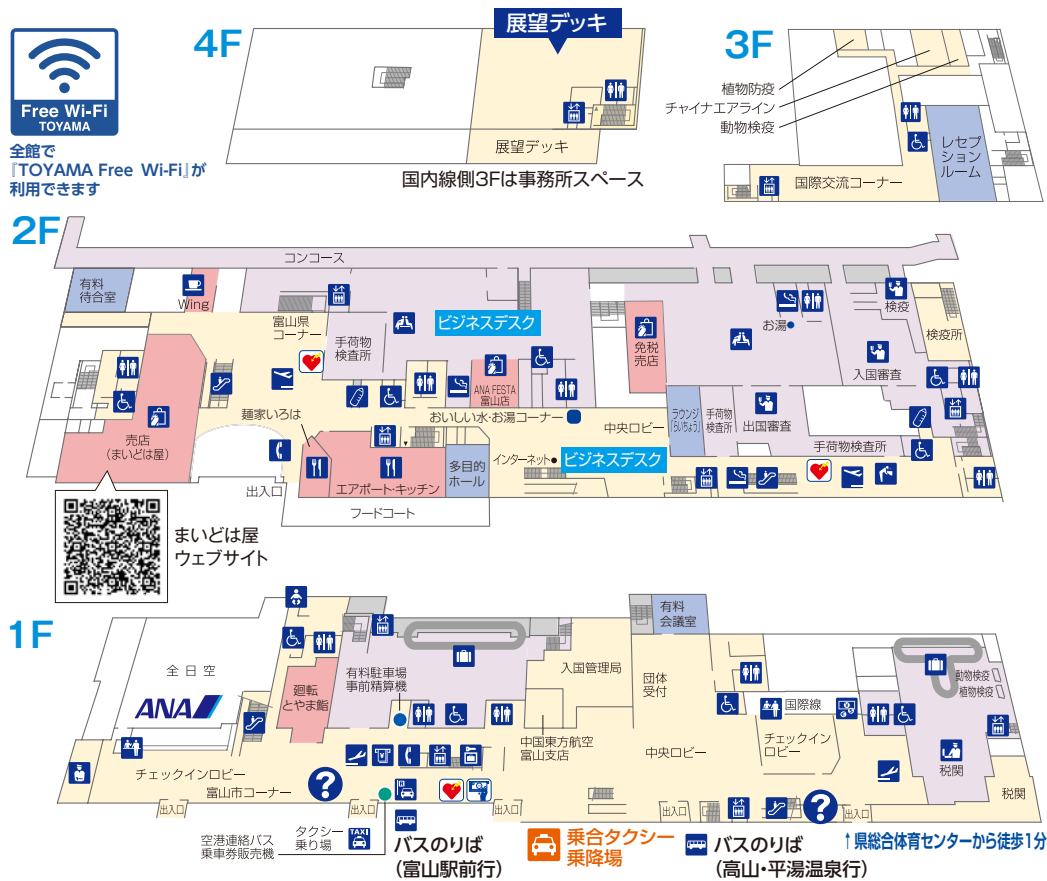 4F
展望デッキ
展望デッキ
国内線側3Fは事務所スペース
3F
植物防疫
チャイナエアライン
動物検疫
レセプ
ション
ルーム
国際交流コーナー
Free Wi-Fi
TOYAMA
全館で
『TOYAMA Free Wi-Fi』が
利用できます
2F
コンコース
有料
待合室
Wing
富山県
コーナー
手荷物
検査所
ビジネスデスク
免税
売店
お湯
検疫
検疫所
入国審査
ANA FESTA
富山店
おいしい水・お湯コーナー
麺家いろは
売店
(まいどは屋)
中央ロビー
ラウンジ
(らいちょう)
手荷物
検査所
出国審査
手荷物検査所
インターネット
ビジネスデスク
多目的
ホール
エアポート・キッチン
出入口
フードコート
まいどは屋
ウェブサイト
1F
全日空
ANA
有料駐車場
事前精算機
廻転
とやま鮨
入国管理局
団体
受付
有料
会議室
国際線
動物検疫
植物検疫
中国東方航空
富山支店
中央ロビー
チェックイン
ロビー
税関
税関
チェックインロビー
富山市コーナー
出入口
出入口
出入口
出入口
出入口
空港連絡バス
乗車券販売機
タクシー
乗り場
TAXI
バスのりば
(富山駅前行)
乗合タクシー
乗降場
バスのりば
(高山・平湯温泉行)
↑県総合体育センターから徒歩1分